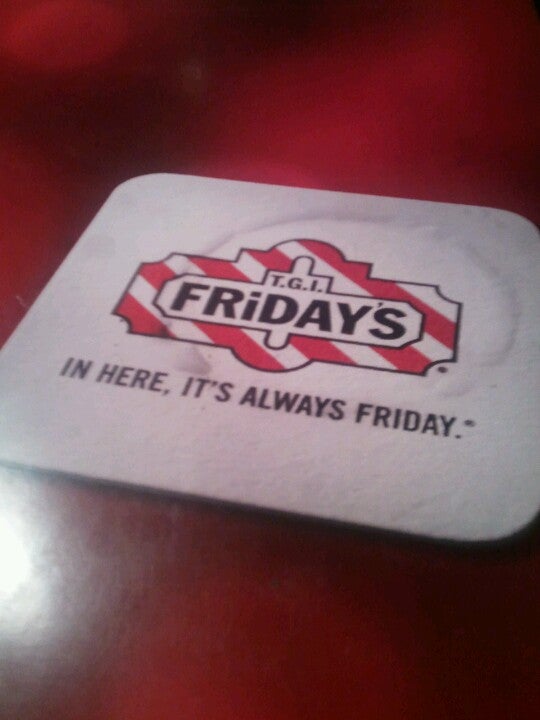 T.G.I.
FRiDAY'S
IN HERE, IT'S ALWAYS FRIDAY.®